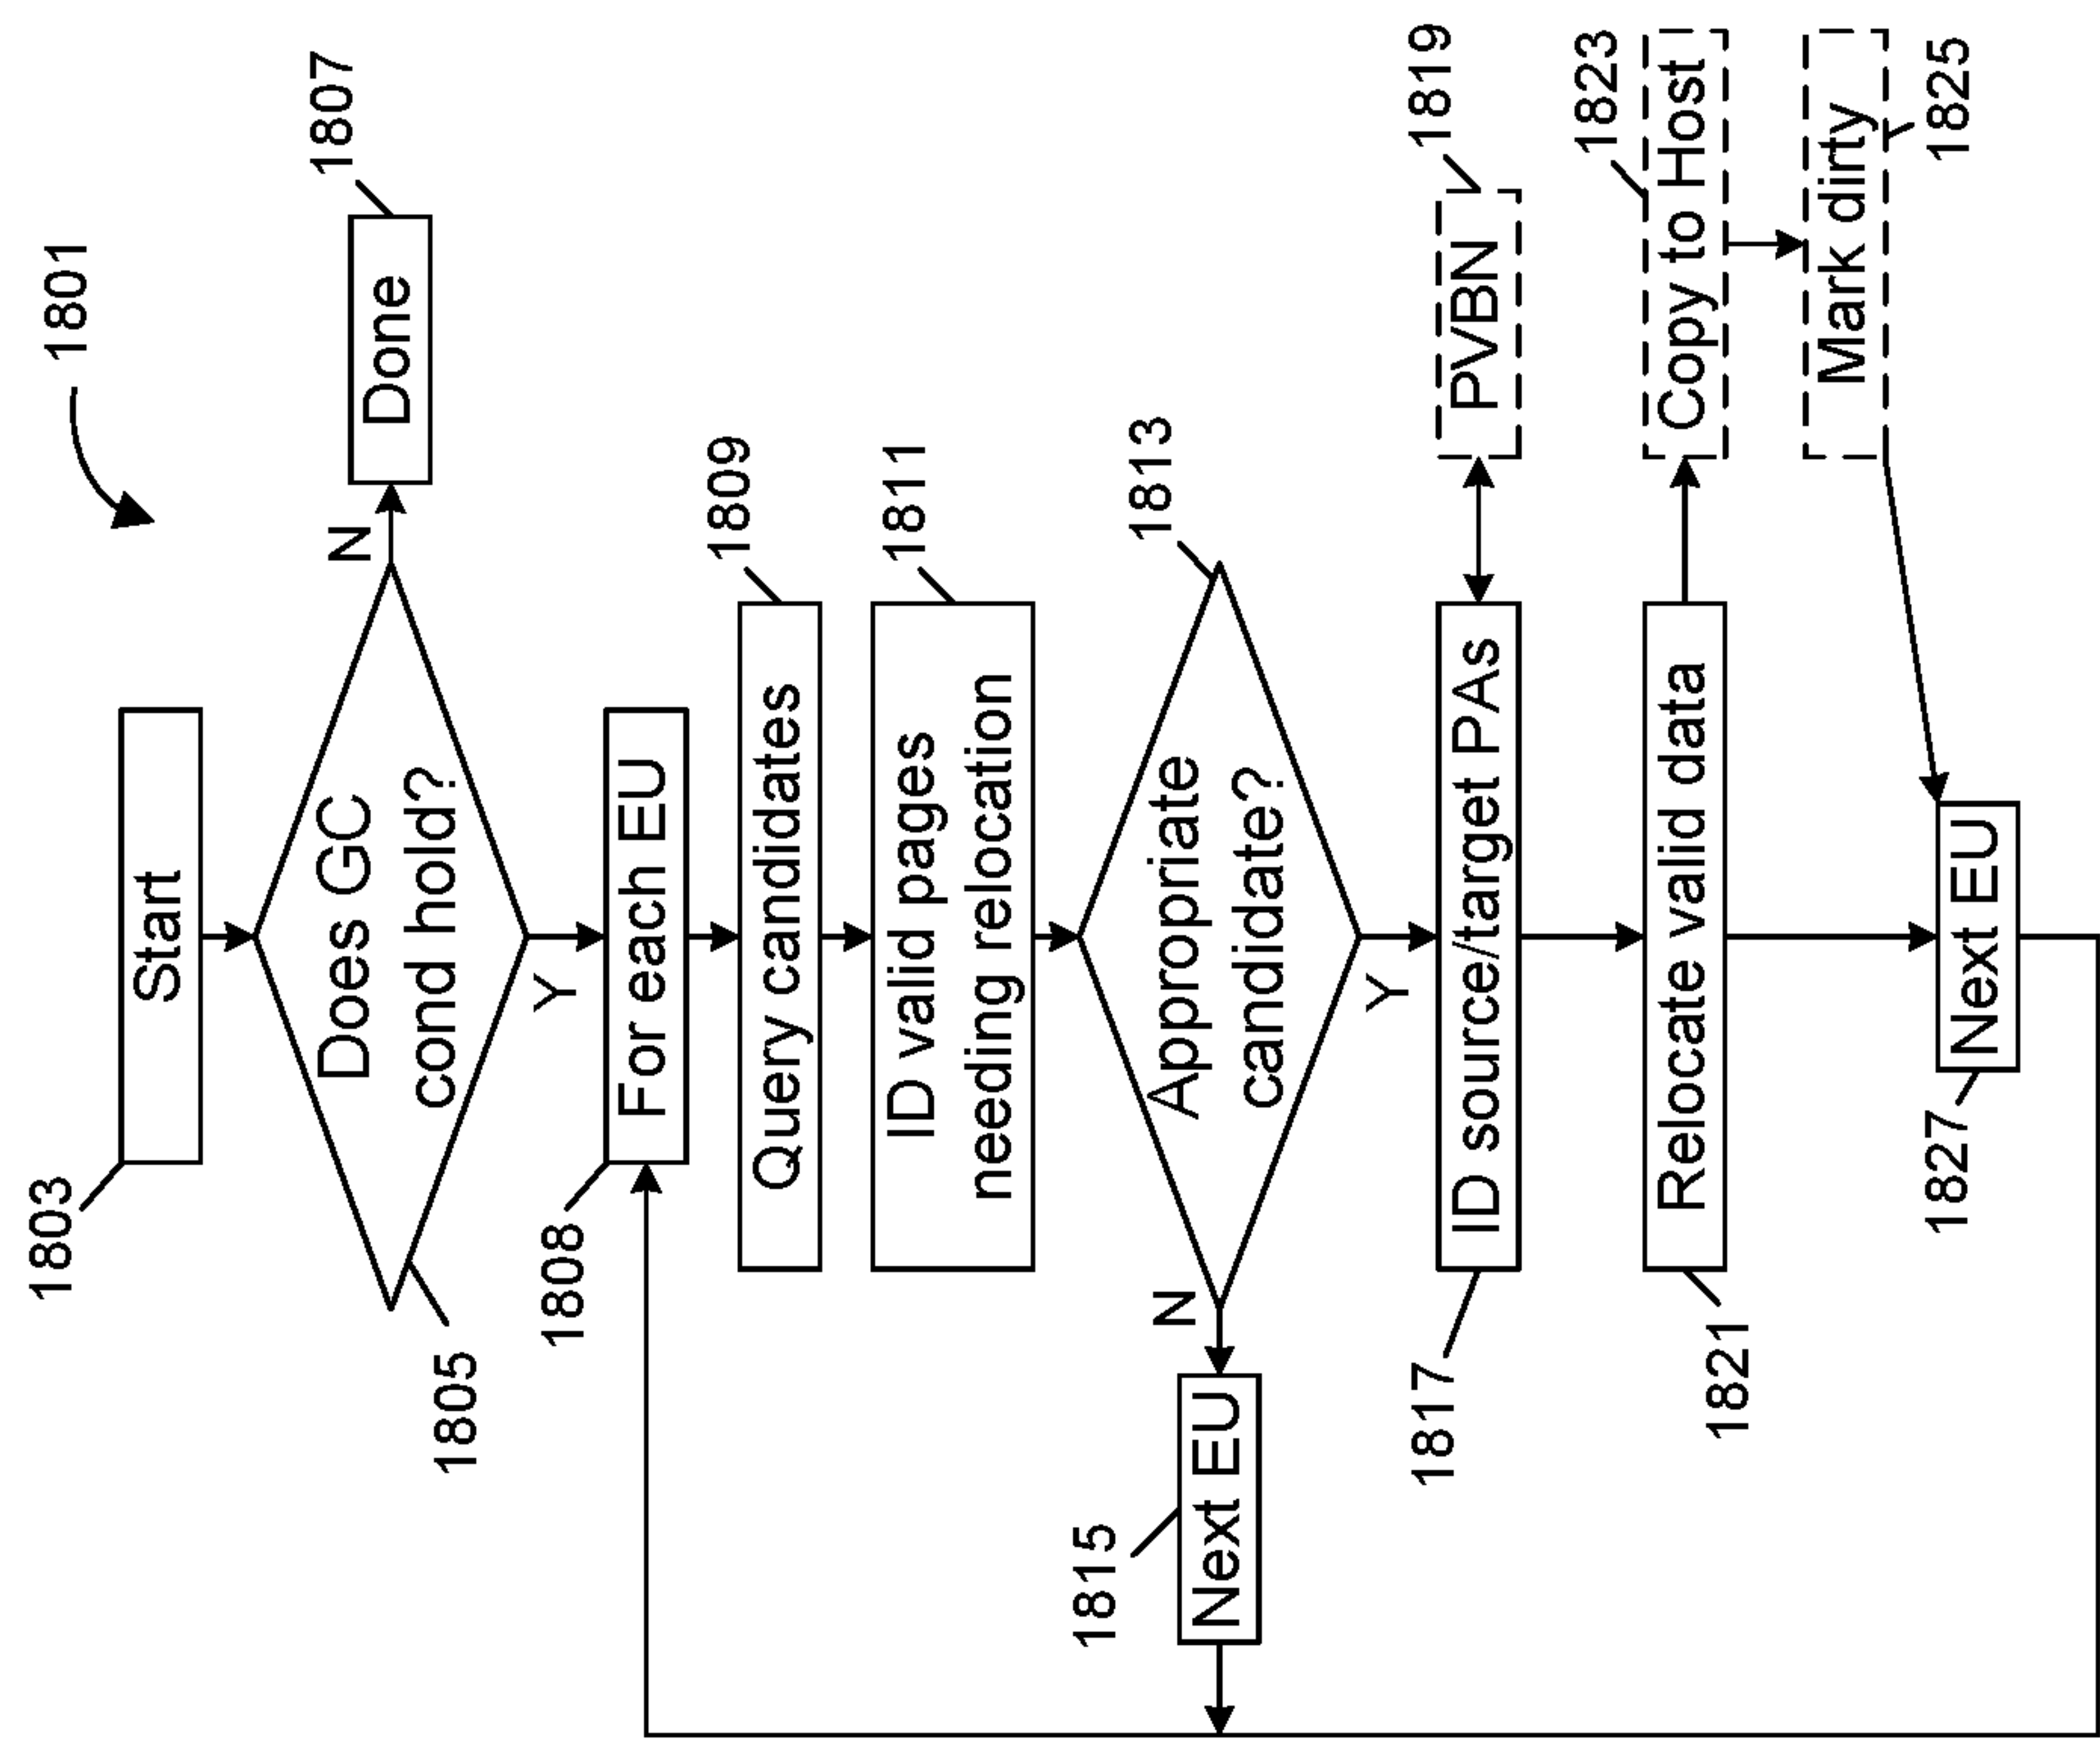 1801
1803
Start
1805
Does GC
cond hold?
N
1807
Done
Y
1808
For each EU
1809
Query candidates
1811
ID valid pages
needing relocation
1813
Appropriate
candidate?
N
1815
Next EU
Y
1817
ID source/target PAs
1819
PVBN
1821
Relocate valid data
1823
Copy to Host
1825
Mark dirty
1827
Next EU